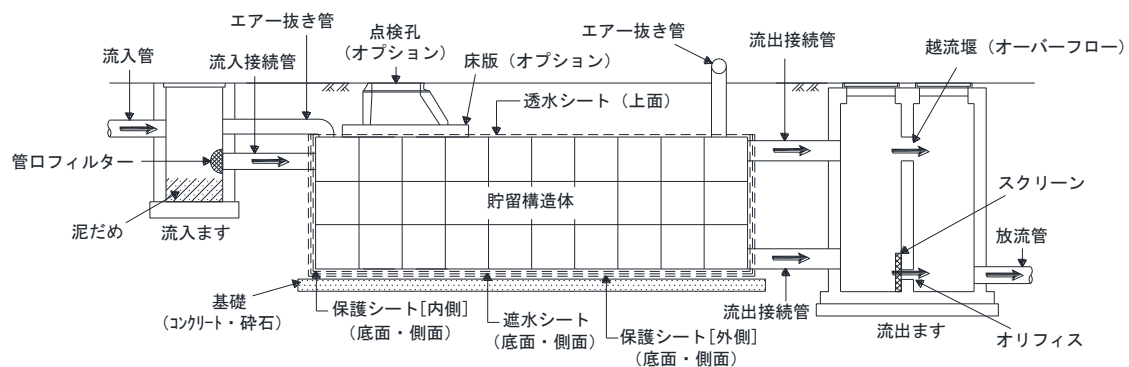 エアー抜き管
点検孔
(オプション)
エアー抜き管
流出接続管
越流堰（オーバーフロー）
流入管
流入接続管
床版（オプション）
透水シート（上面）
管口フィルター
貯留構造体
スクリーン
泥だめ
流入ます
放流管
基礎
(コンクリート・砕石)
保護シート[内側]
(底面・側面)
遮水シート
(底面・側面)
保護シート[外側]
(底面・側面)
流出接続管
流出ます
オリフィス